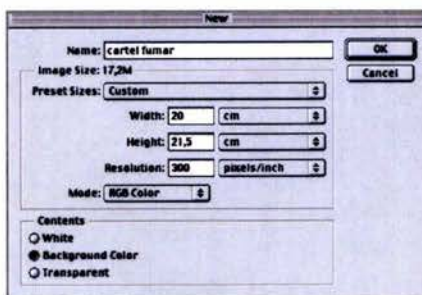 New
Name: cartel fumar
OK
Image Size: 17,2M
Cancel
Preset Sizes: Custom
Width: 20 cm
Height: 21,5 cm
Resolution: 300 pixels/inch
Mode: RGB Color
Contents
White
Background Color
Transparent